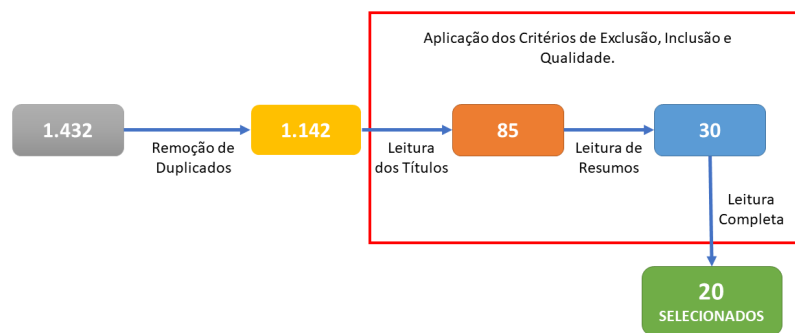 Aplicação dos Critérios de Exclusão, Inclusão e
Qualidade.
1.432
Remoção de
Duplicados
1.142
Leitura
dos Títulos
85
Leitura de
Resumos
30
Leitura
Completa
20
SELECIONADOS